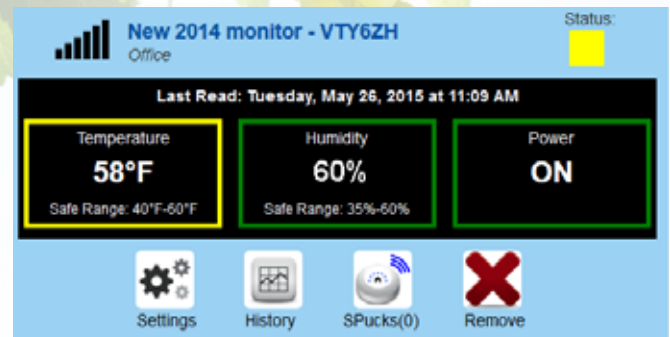 New 2014 monitor - VTY6ZH
Status:
Office
Last Read: Tuesday, May 26, 2015 at 11:09 AM
Temperature
Humidity
Power
58°F
60%
ON
Safe Range: 40°F-60°F
Safe Range: 35%-60%
Settings
History
SPucks(0)
Remove